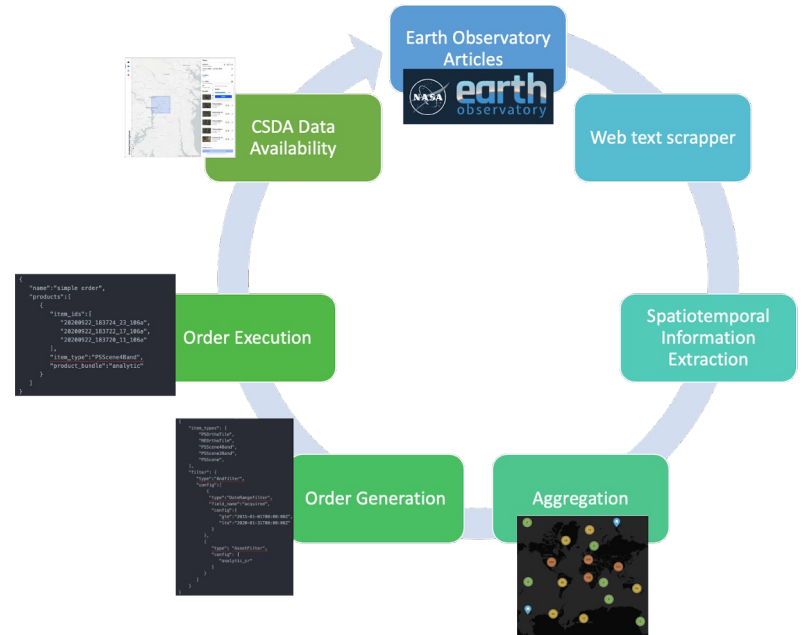 Earth Observatory
Articles
NASA
earth
observatory
Web text scrapper
Spatiotemporal
Information
Extraction
Aggregation
Order Generation
{
"item_types": [
"PSOrthoTile",
"REOrthoTile",
"PSScene4Band",
"PSScene3Band",
"PSScene",
],
"filter": {
"type":"AndFilter",
"config":[
{
"type":"DateRangeFilter",
"field_name":"acquired",
"config":{
}
},
{
"type": "AssetFilter",
"config": [
"analytic_sr"
]
}
]
}
}
Order Execution
{
"name":"simple order",
"products":[
{
"item_ids":[
"20200922_183724_23_106a",
"20200922_183722_17_106a",
"20200922_183720_11_106a"
],
"item_type":"PSScene4Band",
"product_bundle":"analytic"
}
]
}
CSDA Data
Availability